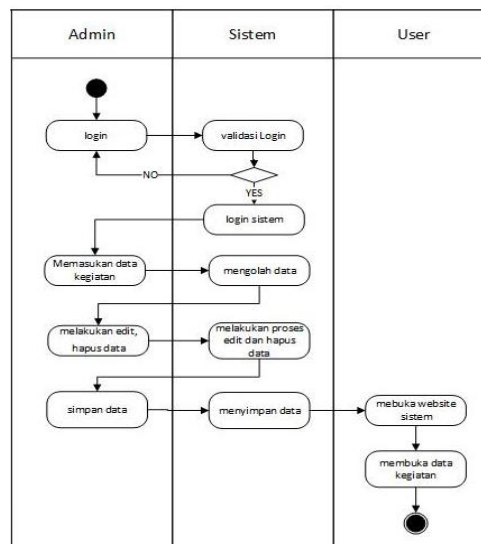 Admin
Sistem
User
login
validasi Login
NO
YES
login sistem
Memasukan data
kegiatan
mengolah data
melakukan edit,
hapus data
melakukan proses
edit dan hapus
data
simpan data
menyimpan data
mebuka website
sistem
membuka data
kegiatan